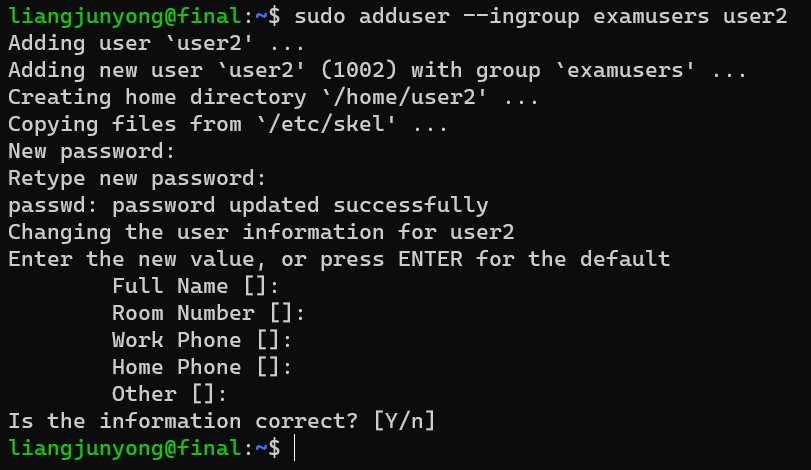 liangjunyong@final:~$ sudo adduser --ingroup examusers user2
Adding user `user2' ...
Adding new user `user2' (1002) with group `examusers' ...
Creating home directory `/home/user2' ...
Copying files from `/etc/skel' ...
New password:
Retype new password:
passwd: password updated successfully
Changing the user information for user2
Enter the new value, or press ENTER for the default
        Full Name []:
        Room Number []:
        Work Phone []:
        Home Phone []:
        Other []:
Is the information correct? [Y/n]
liangjunyong@final:~$